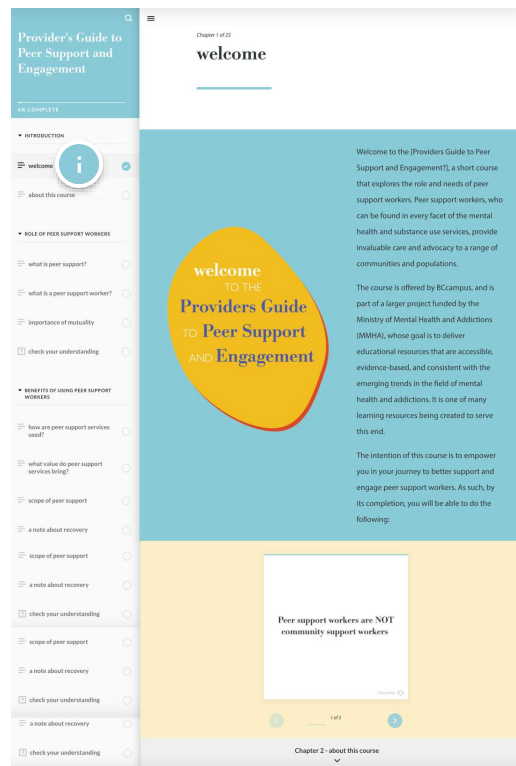 Provider's Guide to
Peer Support and
Engagement
4% COMPLETE
INTRODUCTION
welcome
i
about this course
ROLE OF PEER SUPPORT WORKERS
what is peer support?
what is a peer support worker?
importance of mutuality
? check your understanding
BENEFITS OF USING PEER SUPPORT
WORKERS
how are peer support services
used?
what value do peer support
services bring?
scope of peer support
a note about recovery
scope of peer support
a note about recovery
? check your understanding
scope of peer support
a note about recovery
? check your understanding
a note about recovery
? check your understanding
Chapter 1 of 25
welcome
welcome
TO THE
Providers Guide
TO Peer Support
AND Engagement
Welcome to the [Providers Guide to Peer
Support and Engagement?], a short course
that explores the role and needs of peer
support workers. Peer support workers, who
can be found in every facet of the mental
health and substance use services, provide
invaluable care and advocacy to a range of
communities and populations.
The course is offered by BCcampus, and is
part of a larger project funded by the
Ministry of Mental Health and Addictions
(MMHA), whose goal is to deliver
educational resources that are accessible,
evidence-based, and consistent with the
emerging trends in the field of mental
health and addictions. It is one of many
learning resources being created to serve
this end.
The intention of this course is to empower
you in your journey to better support and
engage peer support workers. As such, by
its completion, you will be able to do the
following:
Peer support workers are NOT
community support workers
1 of 3
Chapter 2 - about this course